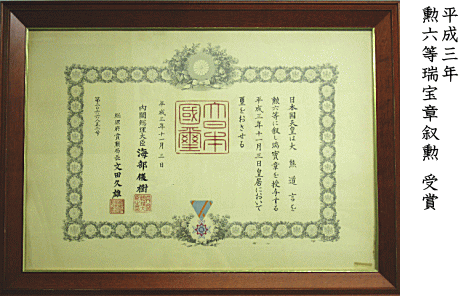 平成三年
勲六等瑞宝章叙勲 受賞
日本国天皇は大熊道言を
勲六等に叙し瑞寶章を授与する
平成三年十一月三日皇居において
璽をおさせる
大日本國璽
平成三年十一月三日
内閣総理大臣 海部俊樹
総理府賞勲局長 文田久雄